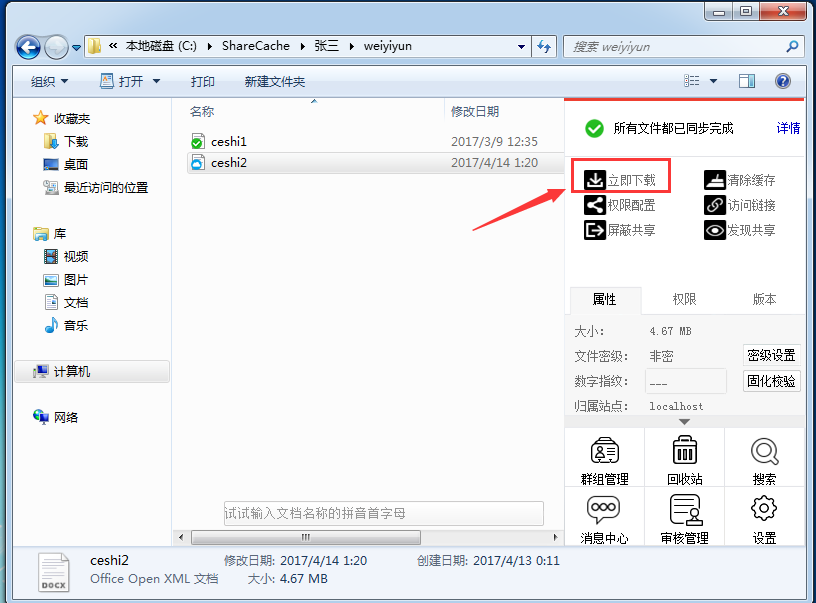 « 本地磁盘 (C:) ▸ ShareCache ▸ 张三 ▸ weiyiyun
搜索 weiyiyun
组织 打开 打印 新建文件夹
收藏夹
下载
桌面
最近访问的位置
库
视频
图片
文档
音乐
计算机
网络
名称 修改日期
ceshi1 2017/3/9 12:35
ceshi2 2017/4/14 1:20
试试输入文档名称的拼音首字母
所有文件都已同步完成 详情
立即下载 清除缓存
权限配置 访问链接
屏蔽共享 发现共享
属性 权限 版本
大小: 4.67 MB
文件密级: 非密 密级设置
数字指纹: --- 固化校验
归属站点: localhost
群组管理 回收站 搜索
消息中心 审核管理 设置
DOCX
ceshi2 修改日期: 2017/4/14 1:20 创建日期: 2017/4/13 0:11
Office Open XML 文档 大小: 4.67 MB